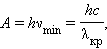 A = hν_min = hc / λ_кр,